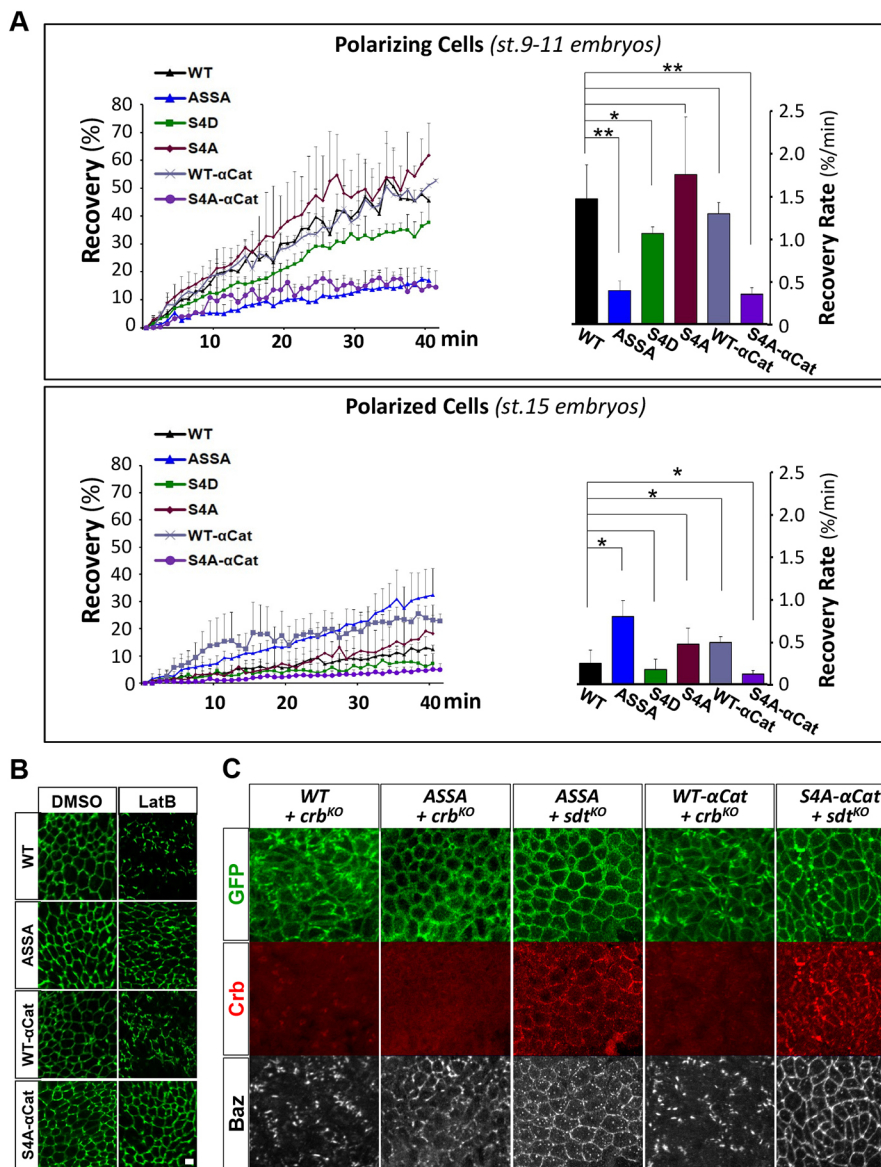 A
Polarizing Cells (st.9-11 embryos)
WT
ASSA
S4D
S4A
WT-αCat
S4A-αCat
Recovery (%)
80
70
60
50
40
30
20
10
0
10 20 30 40 min
** 
*
**
2.5
2.0
1.5
1.0
0.5
0
Recovery Rate (%/min)
WT ASSA S4D S4A WT-αCat S4A-αCat
Polarized Cells (st.15 embryos)
WT
ASSA
S4D
S4A
WT-αCat
S4A-αCat
Recovery (%)
80
70
60
50
40
30
20
10
0
10 20 30 40 min
*
*
*
*
2.5
2.0
1.5
1.0
0.5
0
Recovery Rate (%/min)
WT ASSA S4D S4A WT-αCat S4A-αCat
B
DMSO LatB
WT
ASSA
WT-αCat
S4A-αCat
C
WT ASSA ASSA WT-αCat S4A-αCat
+ crbKO + crbKO + sdtKO + crbKO + sdtKO
GFP
Crb
Baz